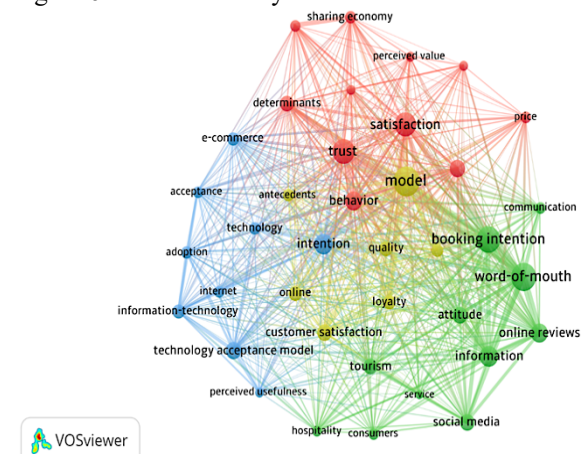 sharing economy
perceived value
determinants
price
satisfaction
e-commerce
trust
model
acceptance
antecedents
behavior
communication
technology
intention
quality
booking intention
adoption
word-of-mouth
internet
online
loyalty
information-technology
attitude
customer satisfaction
online reviews
technology acceptance model
information
tourism
perceived usefulness
service
social media
hospitality
consumers
VOSviewer